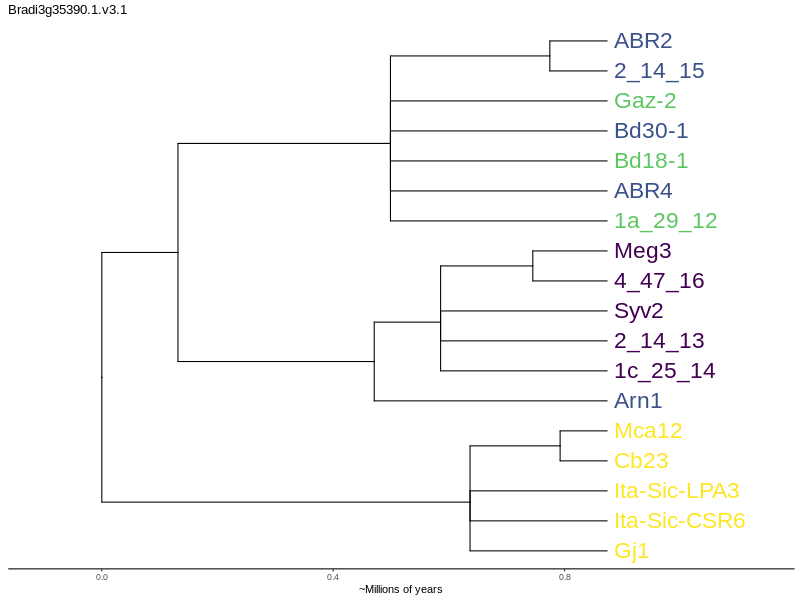 Bradi3g35390.1.v3.1
ABR2
2_14_15
Gaz-2
Bd30-1
Bd18-1
ABR4
1a_29_12
Meg3
4_47_16
Syv2
2_14_13
1c_25_14
Arn1
Mca12
Cb23
Ita-Sic-LPA3
Ita-Sic-CSR6
Gj1
0.0 0.4 0.8
~Millions of years